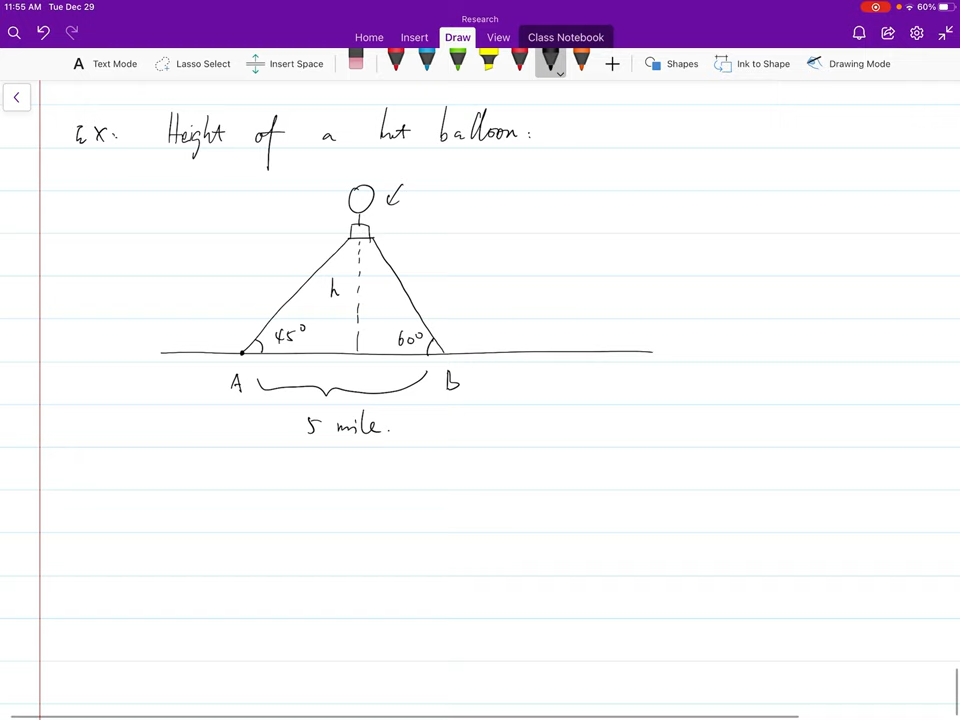 11:55 AM Tue Dec 29
60%
Research
Home Insert Draw View Class Notebook
Text Mode Lasso Select Insert Space Shapes Ink to Shape Drawing Mode
Ex: Height of a hot balloon:
h
45° 60°
A B
5 mile.